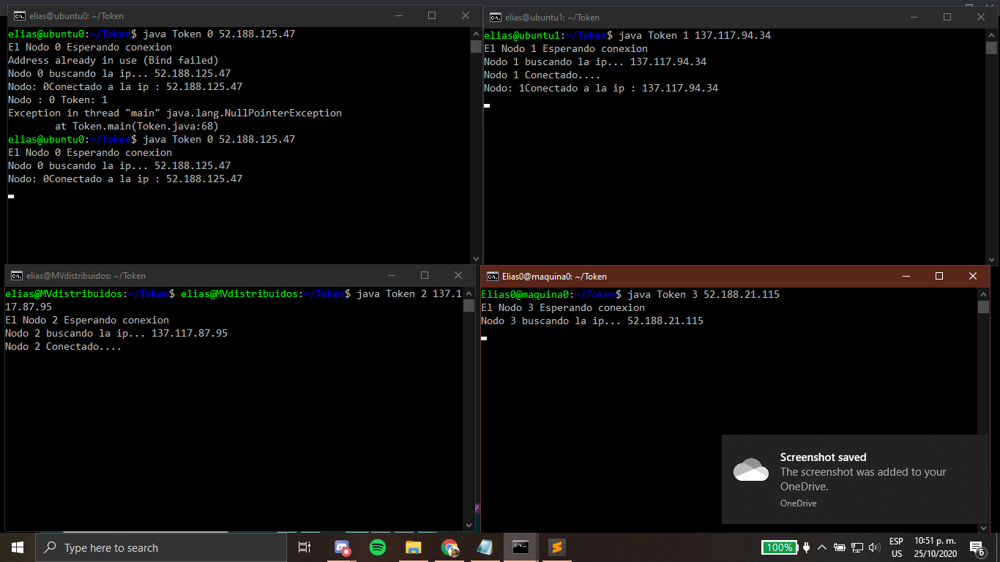 elias@ubuntu0: ~/Token
elias@ubuntu0:~/Token$ java Token 0 52.188.125.47
El Nodo 0 Esperando conexion
Address already in use (Bind failed)
Nodo 0 buscando la ip... 52.188.125.47
Nodo: 0Conectado a la ip : 52.188.125.47
Nodo : 0 Token: 1
Exception in thread "main" java.lang.NullPointerException
at Token.main(Token.java:68)
elias@ubuntu0:~/Token$ java Token 0 52.188.125.47
El Nodo 0 Esperando conexion
Nodo 0 buscando la ip... 52.188.125.47
Nodo: 0Conectado a la ip : 52.188.125.47
elias@ubuntu1: ~/Token
elias@ubuntu1:~/Token$ java Token 1 137.117.94.34
El Nodo 1 Esperando conexion
Nodo 1 buscando la ip... 137.117.94.34
Nodo 1 Conectado....
Nodo: 1Conectado a la ip : 137.117.94.34
elias@MVdistribuidos: ~/Token
elias@MVdistribuidos:~/Token$ elias@MVdistribuidos:~/Token$ java Token 2 137.1
17.87.95
El Nodo 2 Esperando conexion
Nodo 2 buscando la ip... 137.117.87.95
Nodo 2 Conectado....
Elias0@maquina0: ~/Token
Elias0@maquina0:~/Token$ java Token 3 52.188.21.115
El Nodo 3 Esperando conexion
Nodo 3 buscando la ip... 52.188.21.115
Screenshot saved
The screenshot was added to your
OneDrive.
OneDrive
Type here to search
100%
ESP
US
10:51 p. m.
25/10/2020
6